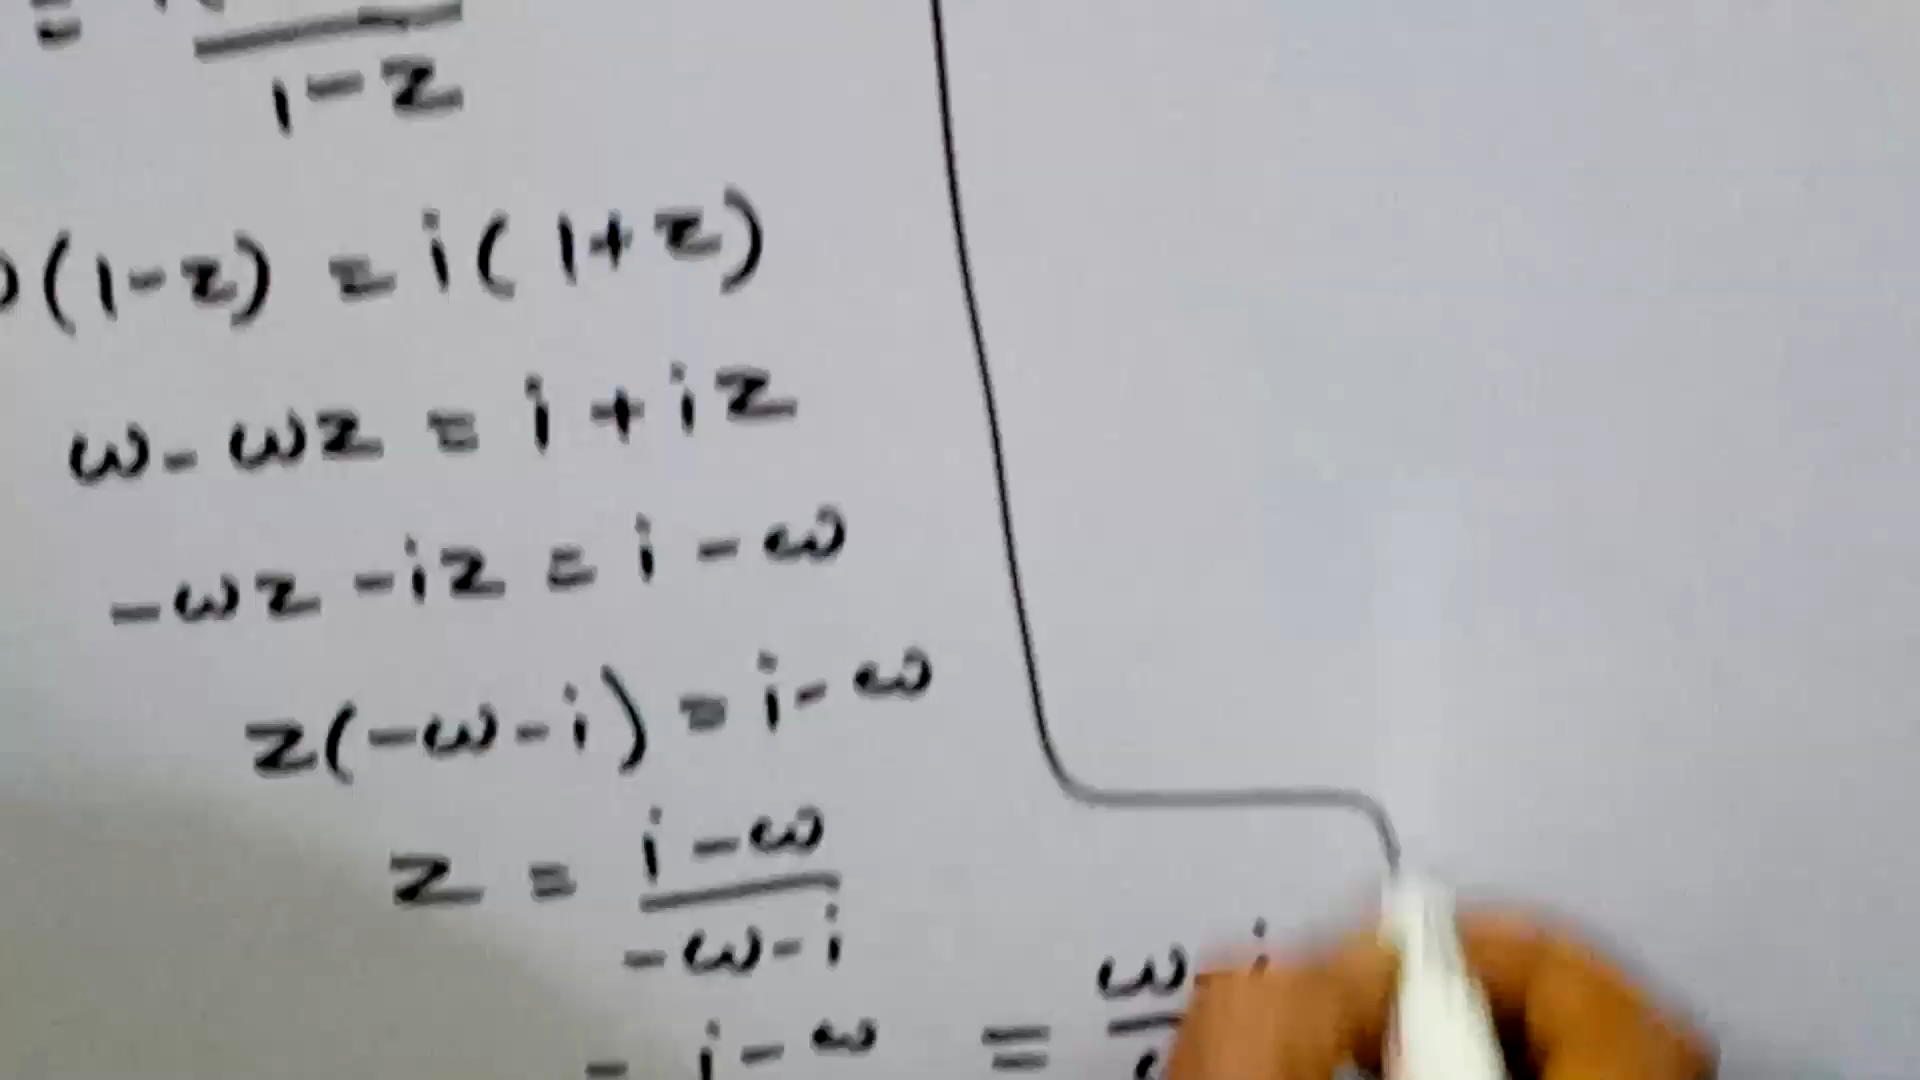 = 
1-z
(1-z) = i(1+z)
ω - ωz = i + iz
-ωz - iz = i - ω
z(-ω-i) = i-ω
z = i-ω
-ω-i
- i-ω = ω-i